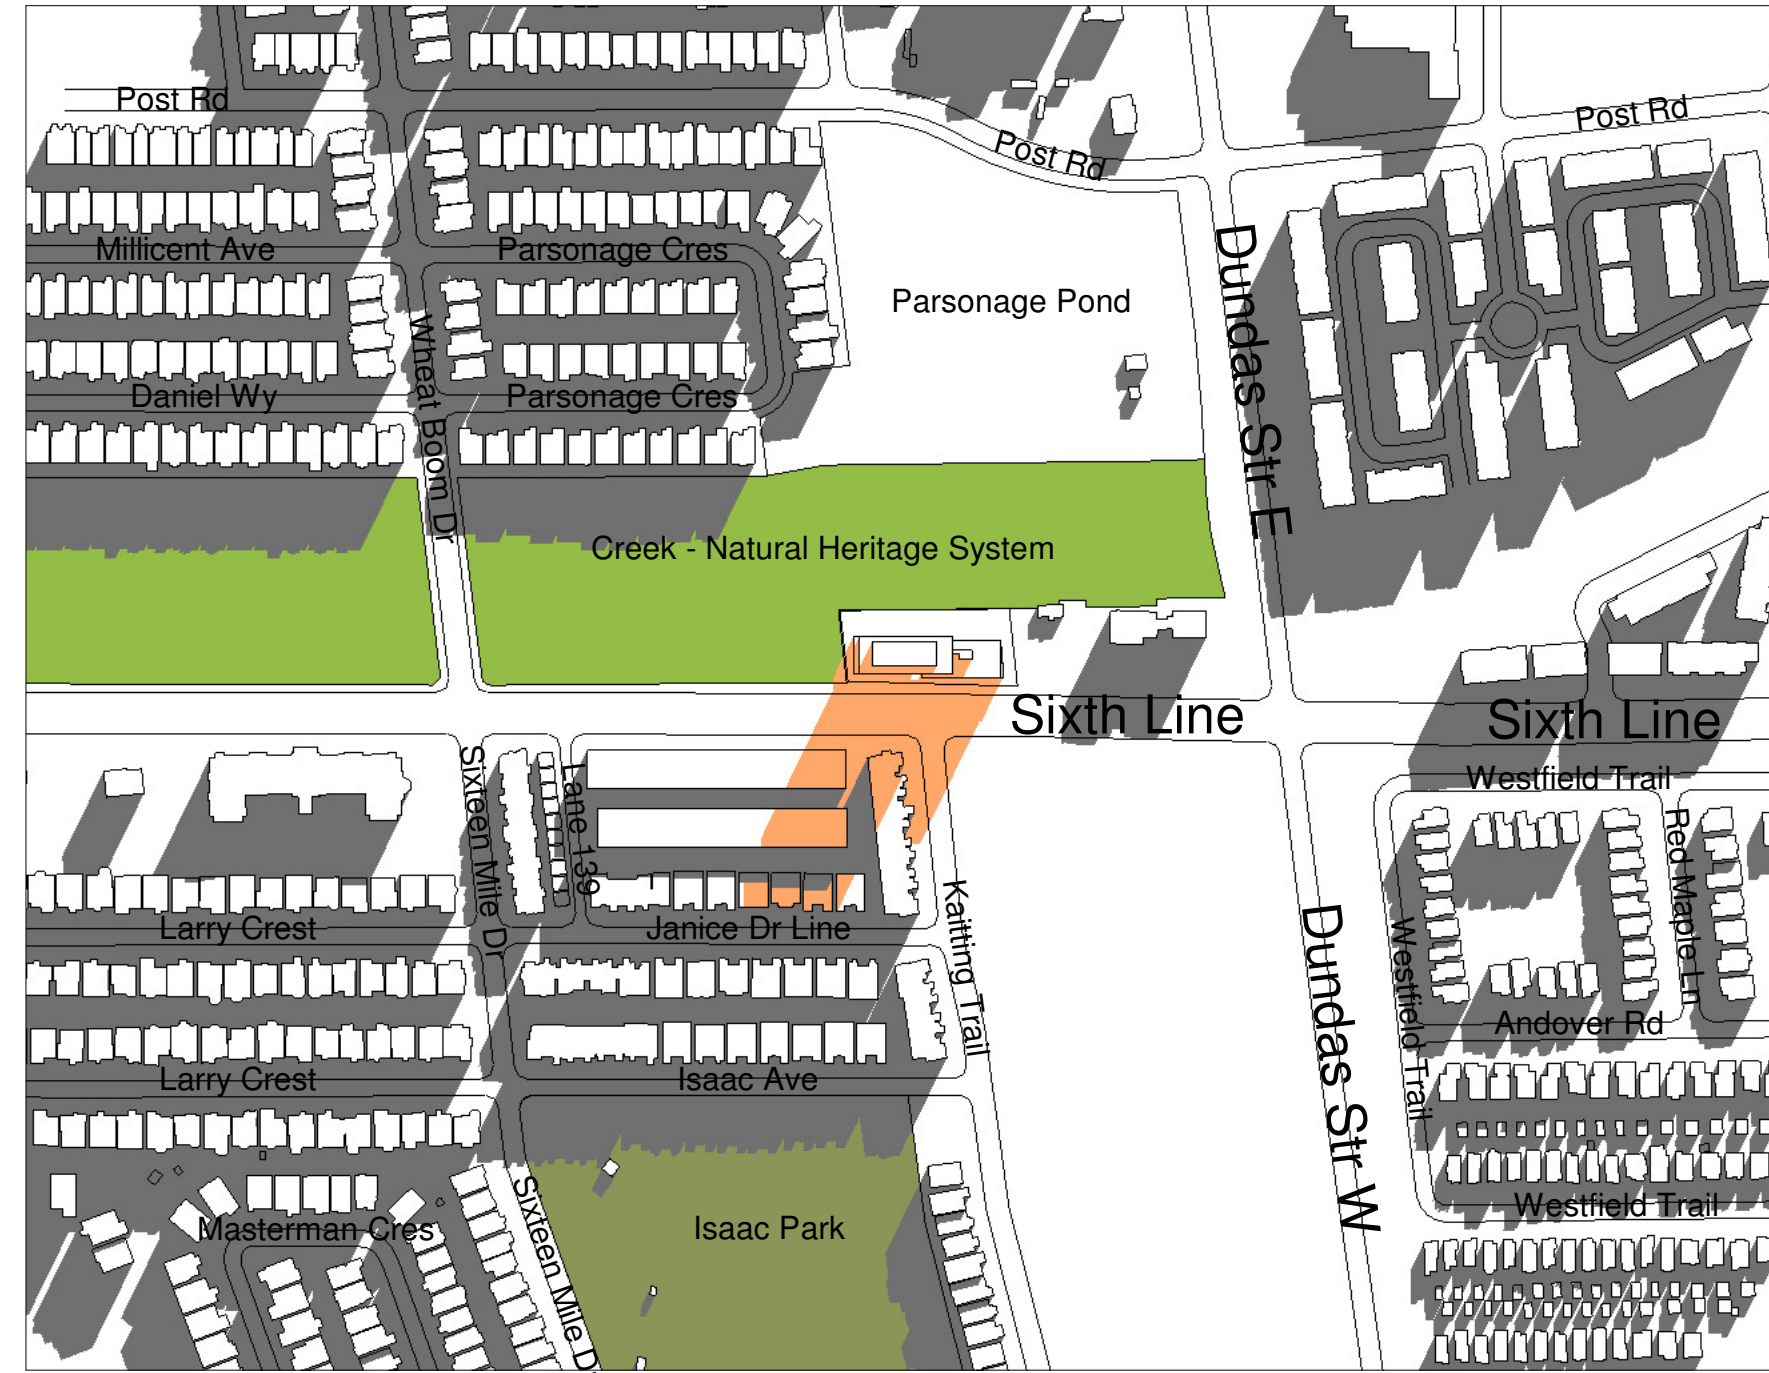 Post Rd
Post Rd
Post Rd
Millicent Ave
Parsonage Cres
Dundas Str E
Parsonage Pond
Wheat Boom Dr
Daniel Wy
Parsonage Cres
Creek - Natural Heritage System
Sixth Line
Sixth Line
Sixteen Mile Dr
Lane 139
Westfield Trail
Red Maple Ln
Kaitting Trail
Larry Crest
Janice Dr Line
Dundas Str W
Westfield Trail
Andover Rd
Larry Crest
Isaac Ave
Sixteen Mile D
Westfield Trail
Masterman Cres
Isaac Park